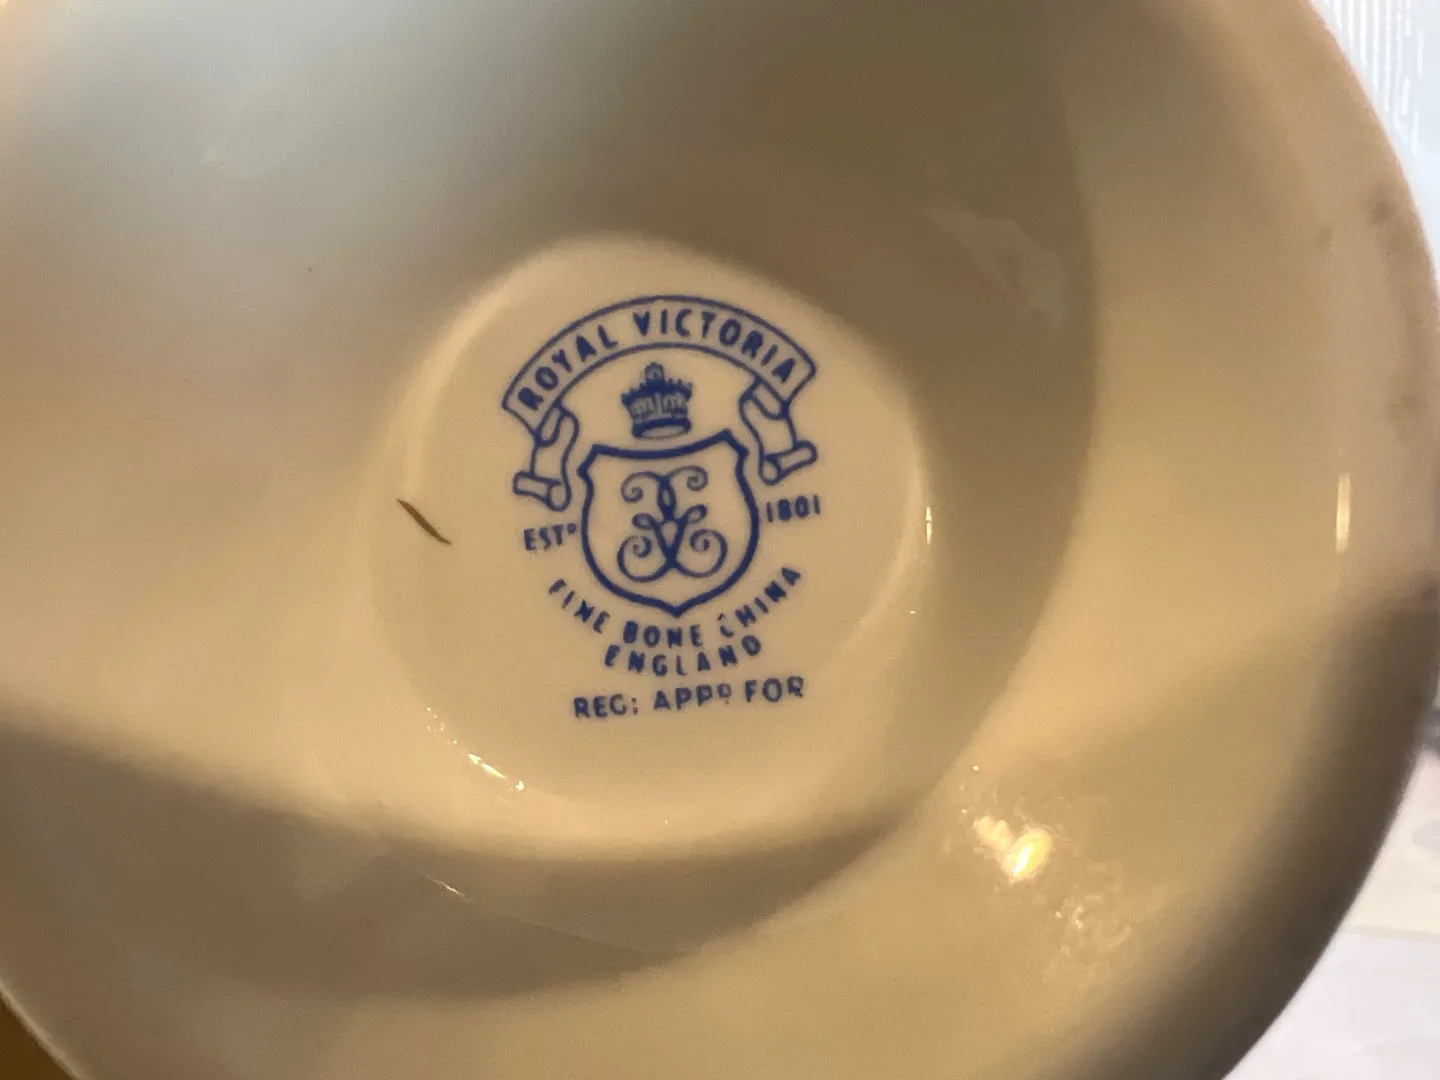 ROYAL VICTORIA
ESTD 1801
FINE BONE CHINA
ENGLAND
REG: APPD FOR